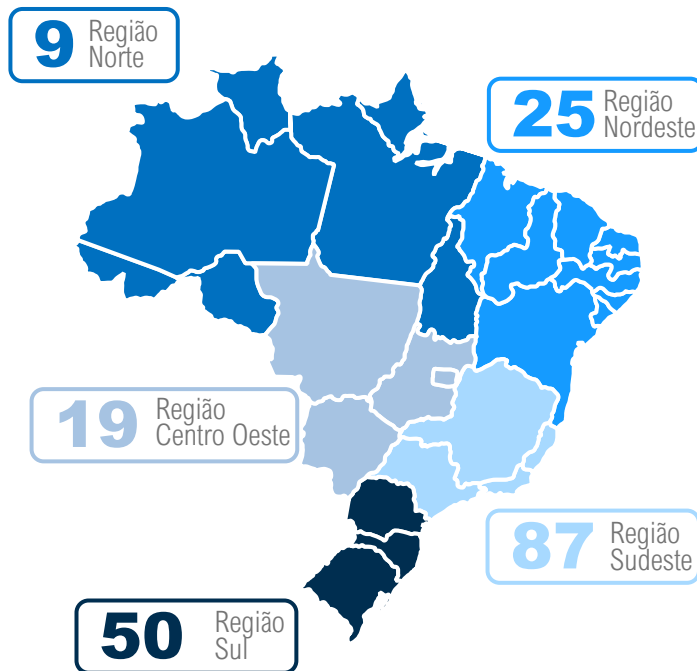 9 Região
Norte
25 Região
Nordeste
19 Região
Centro Oeste
87 Região
Sudeste
50 Região
Sul